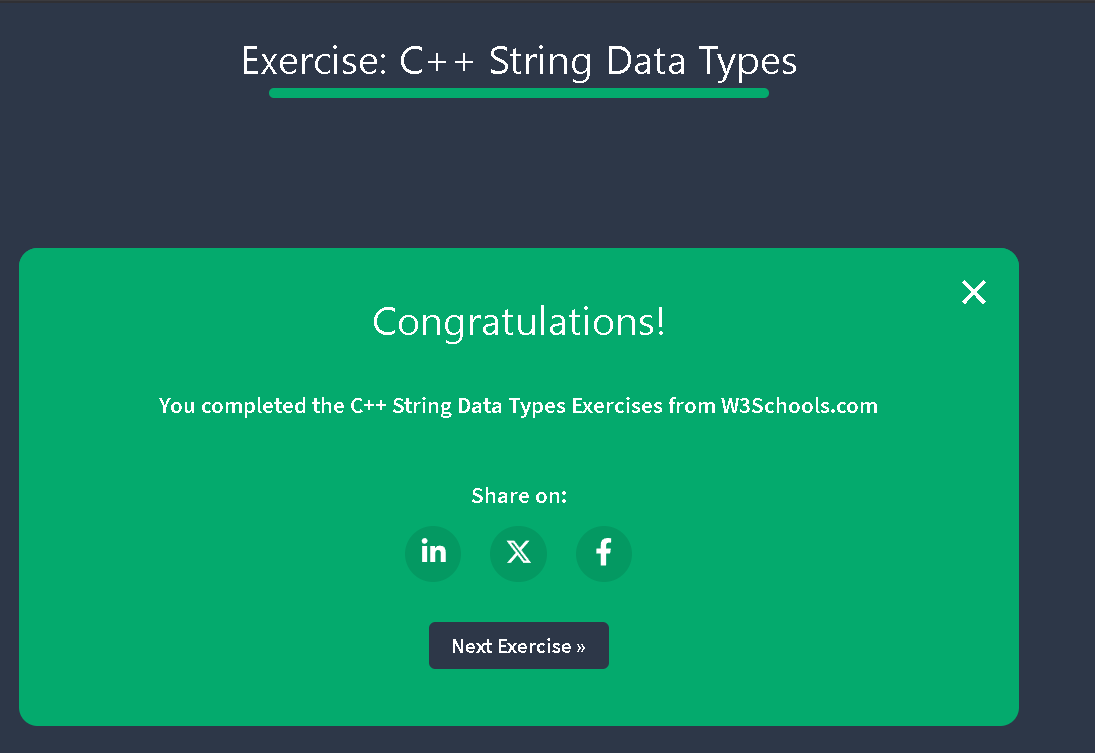 Exercise: C++ String Data Types
Congratulations!
You completed the C++ String Data Types Exercises from W3Schools.com
Share on:
Next Exercise »